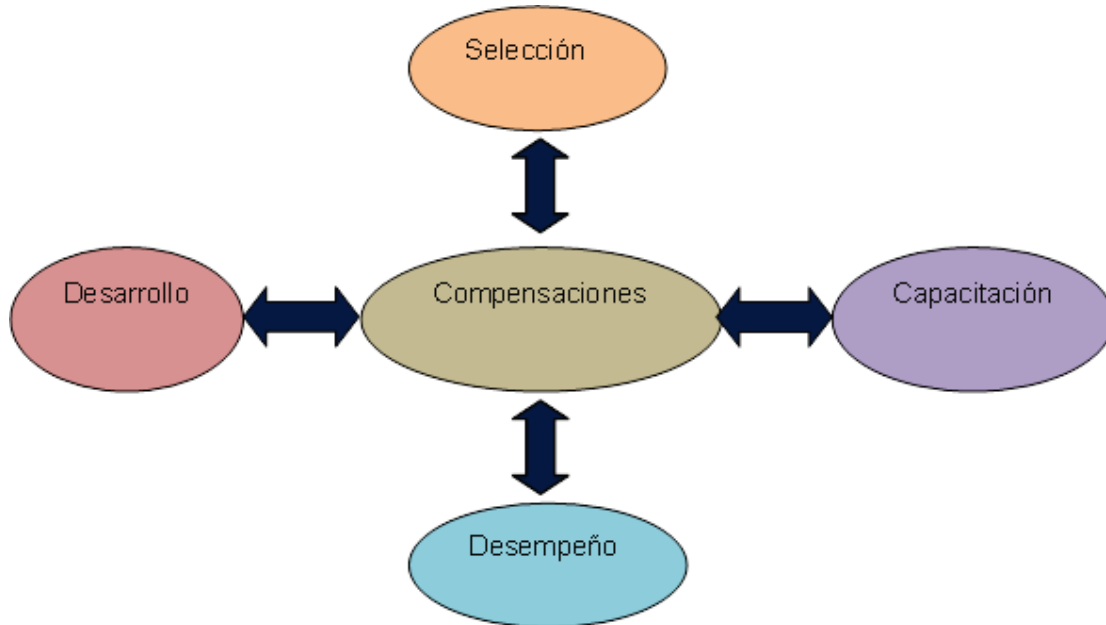 Selección
Desarrollo
Compensaciones
Capacitación
Desempeño